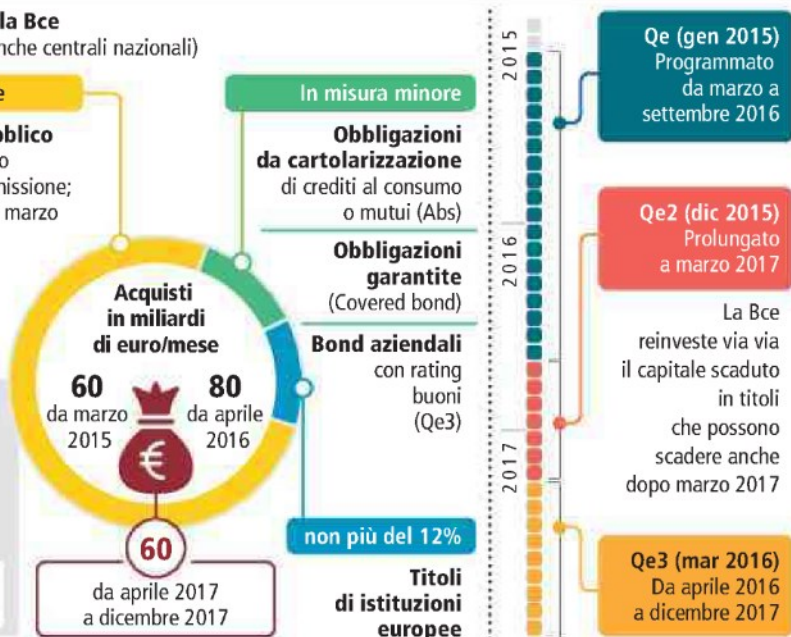 la Bce
nche centrali nazionali)
e
bblico
o
missione;
marzo
In misura minore
Obbligazioni
da cartolarizzazione
di crediti al consumo
o mutui (Abs)
Obbligazioni
garantite
(Covered bond)
Bond aziendali
con rating
buoni
(Qe3)
Acquisti
in miliardi
di euro/mese
60
da marzo
2015
80
da aprile
2016
€
60
da aprile 2017
a dicembre 2017
non più del 12%
Titoli
di istituzioni
europee
2015
2016
2017
Qe (gen 2015)
Programmato
da marzo a
settembre 2016
Qe2 (dic 2015)
Prolungato
a marzo 2017
La Bce
reinveste via via
il capitale scaduto
in titoli
che possono
scadere anche
dopo marzo 2017
Qe3 (mar 2016)
Da aprile 2016
a dicembre 2017